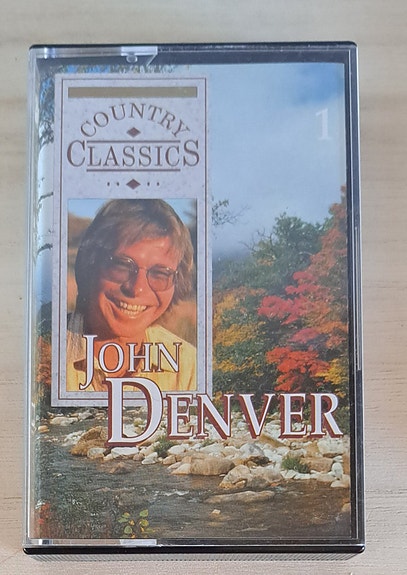 COUNTRY
CLASSICS
1
JOHN
DENVER